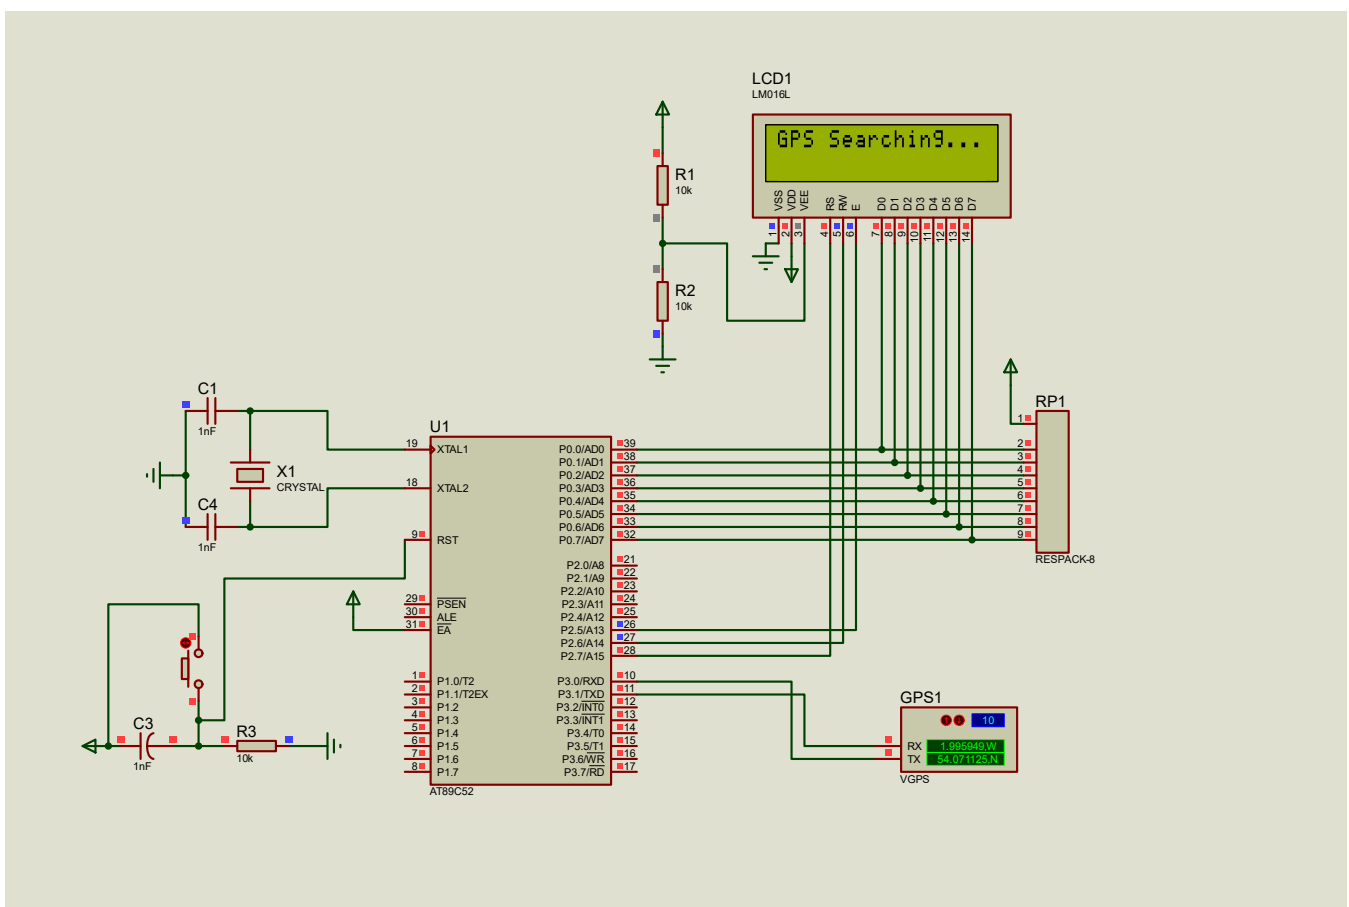 LCD1
LM016L
GPS Searching...
VSS
VDD
VEE
RS
RW
E
D0
D1
D2
D3
D4
D5
D6
D7
1
2
3
4
5
6
7
8
9
10
11
12
13
14
R1
10k
R2
10k
C1
1nF
X1
CRYSTAL
C4
1nF
U1
19 XTAL1
18 XTAL2
9 RST
29 PSEN
30 ALE
31 EA
1 P1.0/T2
2 P1.1/T2EX
3 P1.2
4 P1.3
5 P1.4
6 P1.5
7 P1.6
8 P1.7
P0.0/AD0 39
P0.1/AD1 38
P0.2/AD2 37
P0.3/AD3 36
P0.4/AD4 35
P0.5/AD5 34
P0.6/AD6 33
P0.7/AD7 32
P2.0/A8 21
P2.1/A9 22
P2.2/A10 23
P2.3/A11 24
P2.4/A12 25
P2.5/A13 26
P2.6/A14 27
P2.7/A15 28
P3.0/RXD 10
P3.1/TXD 11
P3.2/INT0 12
P3.3/INT1 13
P3.4/T0 14
P3.5/T1 15
P3.6/WR 16
P3.7/RD 17
AT89C52
RP1
1
2
3
4
5
6
7
8
9
RESPACK-8
C3
1nF
R3
10k
GPS1
10
RX 1.995949,W
TX 54.071125,N
VGPS